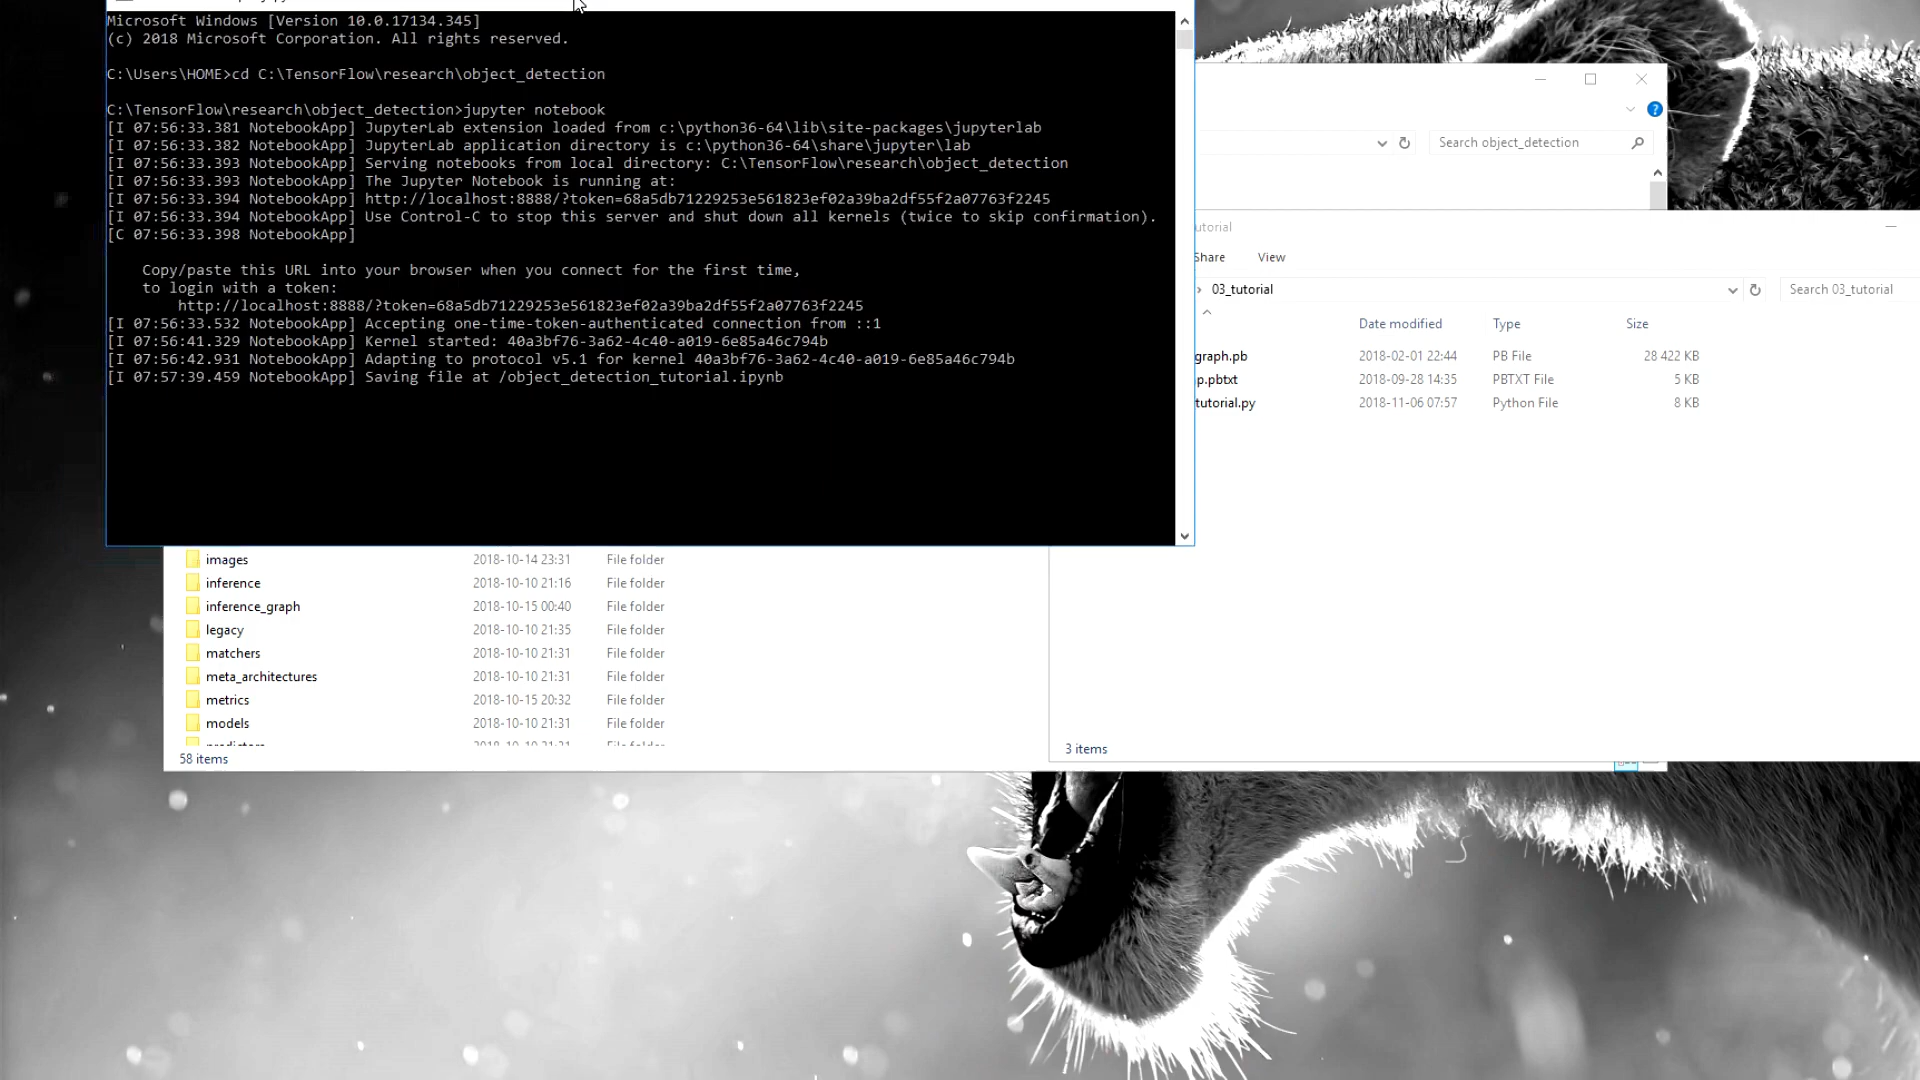 Microsoft Windows [Version 10.0.17134.345]
(c) 2018 Microsoft Corporation. All rights reserved.
C:\Users\HOME>cd C:\TensorFlow\research\object_detection
C:\TensorFlow\research\object_detection>jupyter notebook
[I 07:56:33.381 NotebookApp] JupyterLab extension loaded from c:\python36-64\lib\site-packages\jupyterlab
[I 07:56:33.382 NotebookApp] JupyterLab application directory is c:\python36-64\share\jupyter\lab
[I 07:56:33.393 NotebookApp] Serving notebooks from local directory: C:\TensorFlow\research\object_detection
[I 07:56:33.393 NotebookApp] The Jupyter Notebook is running at:
[I 07:56:33.394 NotebookApp] http://localhost:8888/?token=68a5db71229253e561823ef02a39ba2df55f2a07763f2245
[I 07:56:33.394 NotebookApp] Use Control-C to stop this server and shut down all kernels (twice to skip confirmation).
[C 07:56:33.398 NotebookApp]
Copy/paste this URL into your browser when you connect for the first time,
to login with a token:
http://localhost:8888/?token=68a5db71229253e561823ef02a39ba2df55f2a07763f2245
[I 07:56:33.532 NotebookApp] Accepting one-time-token-authenticated connection from ::1
[I 07:56:41.329 NotebookApp] Kernel started: 40a3bf76-3a62-4c40-a019-6e85a46c794b
[I 07:56:42.931 NotebookApp] Adapting to protocol v5.1 for kernel 40a3bf76-3a62-4c40-a019-6e85a46c794b
[I 07:57:39.459 NotebookApp] Saving file at /object_detection_tutorial.ipynb
Search object_detection
utorial
Share View
03_tutorial Search 03_tutorial
Date modified Type Size
graph.pb 2018-02-01 22:44 PB File 28 422 KB
p.pbtxt 2018-09-28 14:35 PBTXT File 5 KB
tutorial.py 2018-11-06 07:57 Python File 8 KB
3 items
images 2018-10-14 23:31 File folder
inference 2018-10-10 21:16 File folder
inference_graph 2018-10-15 00:40 File folder
legacy 2018-10-10 21:35 File folder
matchers 2018-10-10 21:31 File folder
meta_architectures 2018-10-10 21:31 File folder
metrics 2018-10-15 20:32 File folder
models 2018-10-10 21:31 File folder
58 items